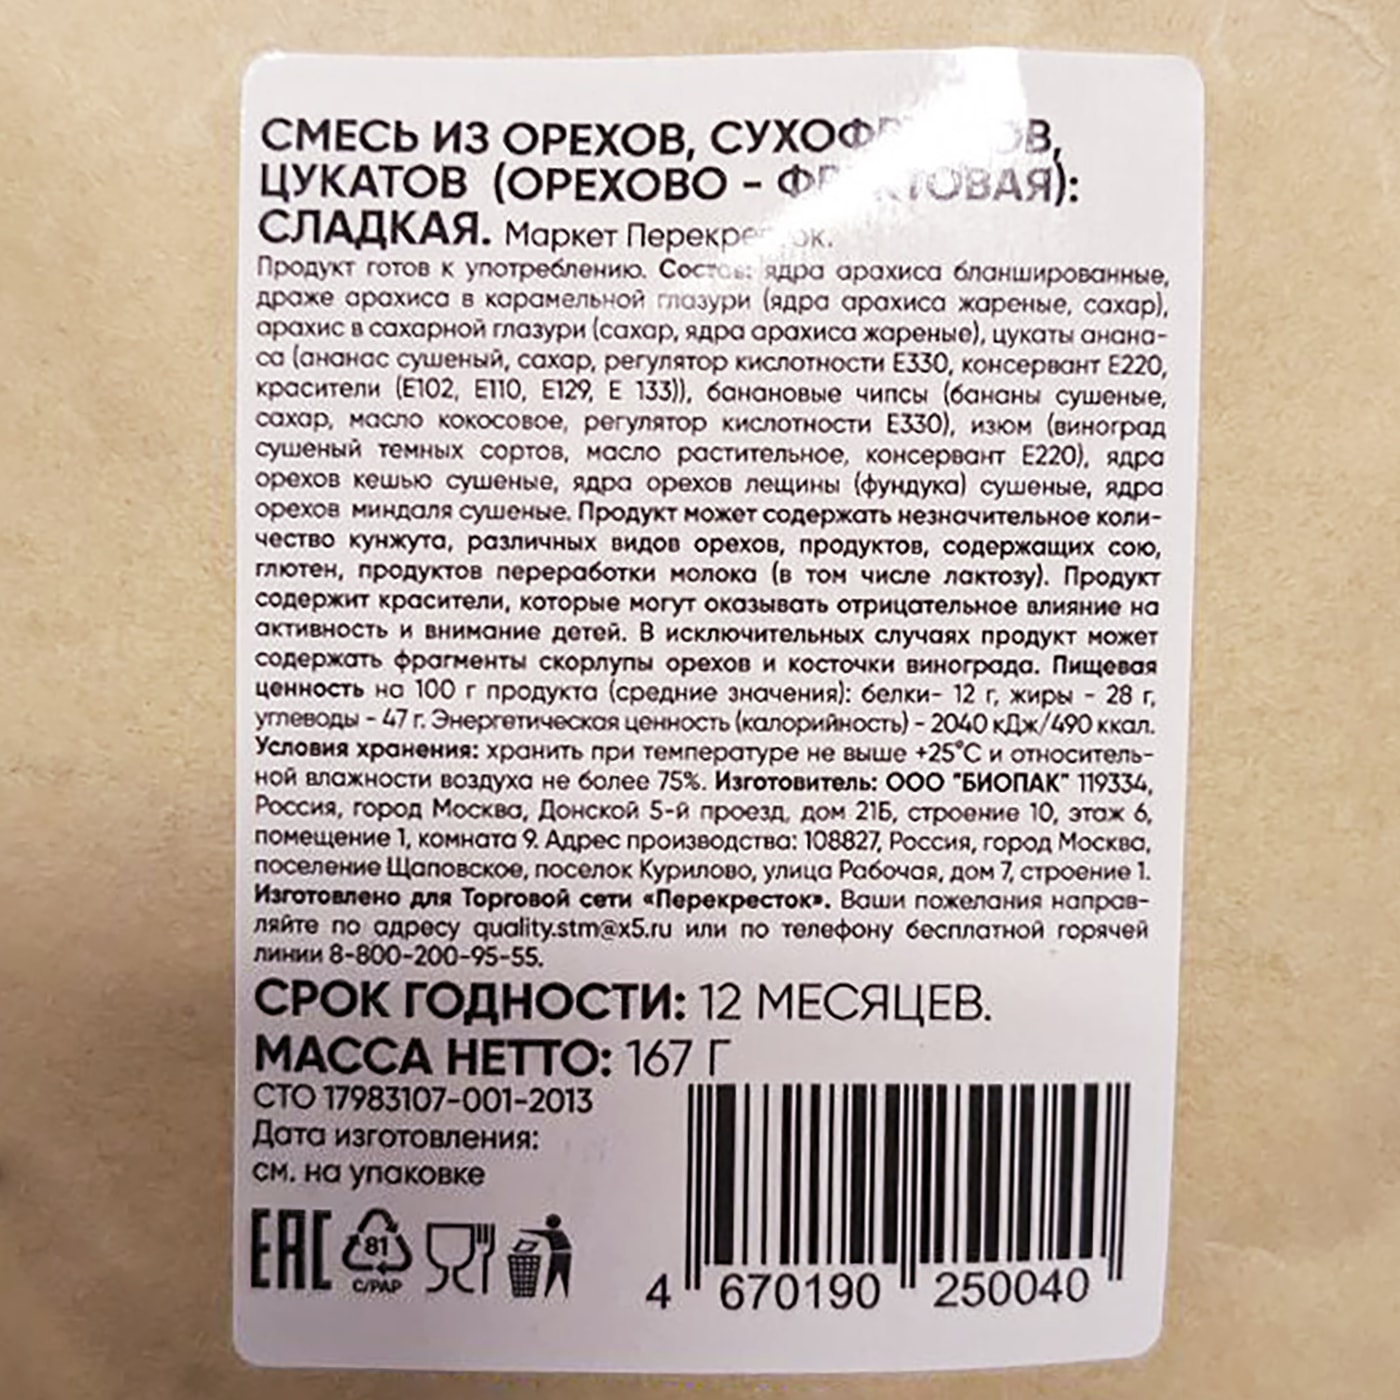 СМЕСЬ ИЗ ОРЕХОВ,
ЦУКАТОВ (ОРЕХОВО -
СЛАДКАЯ. Маркет
Продукт готов к употреблению. Состав: ядра арахиса бланшированные,
драже арахиса в карамельной глазури (ядра арахиса жареные, сахар),
арахис в сахарной глазури (сахар, ядра арахиса жареные), цукаты анана-
са (ананас сушеный, сахар, регулятор кислотности Е330, консервант Е220,
красители (Е102, Е110, Е129, Е 133)), банановые чипсы (бананы сушеные,
сахар, масло кокосовое, регулятор кислотности Е330), изюм (виноград
сушеный темных сортов, масло растительное, консервант Е220), ядра
орехов кешью сушеные, ядра орехов лещины (фундука) сушеные, ядра
орехов миндаля сушеные. Продукт может содержать незначительное коли-
чество кунжута, различных видов орехов, продуктов, содержащих сою,
глютен, продуктов переработки молока (в том числе лактозу). Продукт
содержит красители, которые могут оказывать отрицательное влияние на
активность и внимание детей. В исключительных случаях продукт может
содержать фрагменты скорлупы орехов и косточки винограда. Пищевая
ценность на 100 г продукта (средние значения): белки- 12 г, жиры - 28 г,
углеводы - 47 г. Энергетическая ценность (калорийность) - 2040 кДж/490 ккал.
Условия хранения: хранить при температуре не выше +25°С и относитель-
ной влажности воздуха не более 75%. Изготовитель: ООО "БИОПАК" 119334,
Россия, город Москва, Донской 5-й проезд, дом 21Б, строение 10, этаж 6,
помещение 1, комната 9. Адрес производства: 108827, Россия, город Москва,
поселение Щаповское, поселок Курилово, улица Рабочая, дом 7, строение 1.
Изготовлено для Торговой сети «Перекресток». Ваши пожелания направ-
ляйте по адресу quality.stm@x5.ru или по телефону бесплатной горячей
линии 8-800-200-95-55.
СРОК ГОДНОСТИ: 12 МЕСЯЦЕВ.
МАССА НЕТТО: 167 Г
СТО 17983107-001-2013
Дата изготовления:
см. на упаковке
EAC
81
C/PAP
4 670190 250040